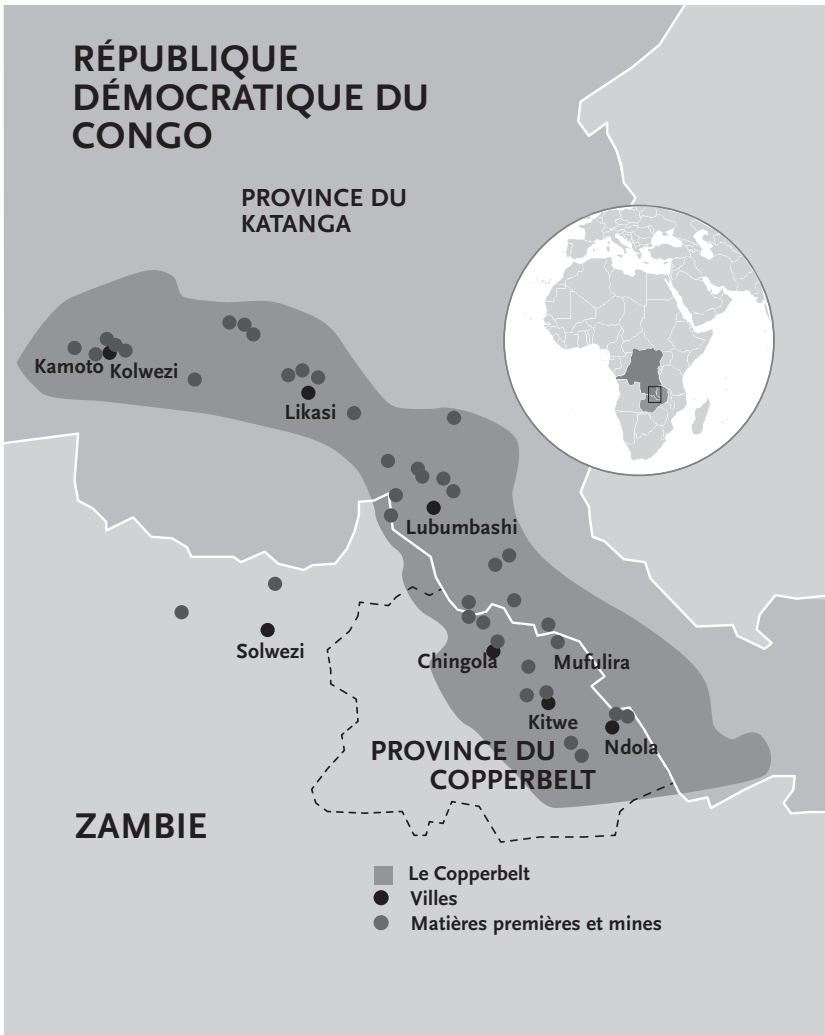 RÉPUBLIQUE
DÉMOCRATIQUE DU
CONGO
PROVINCE DU
KATANGA
Kamoto
Kolwezi
Likasi
Lubumbashi
Solwezi
Chingola
Mufulira
Kitwe
Ndola
PROVINCE DU
COPPERBELT
ZAMBIE
Le Copperbelt
Villes
Matières premières et mines